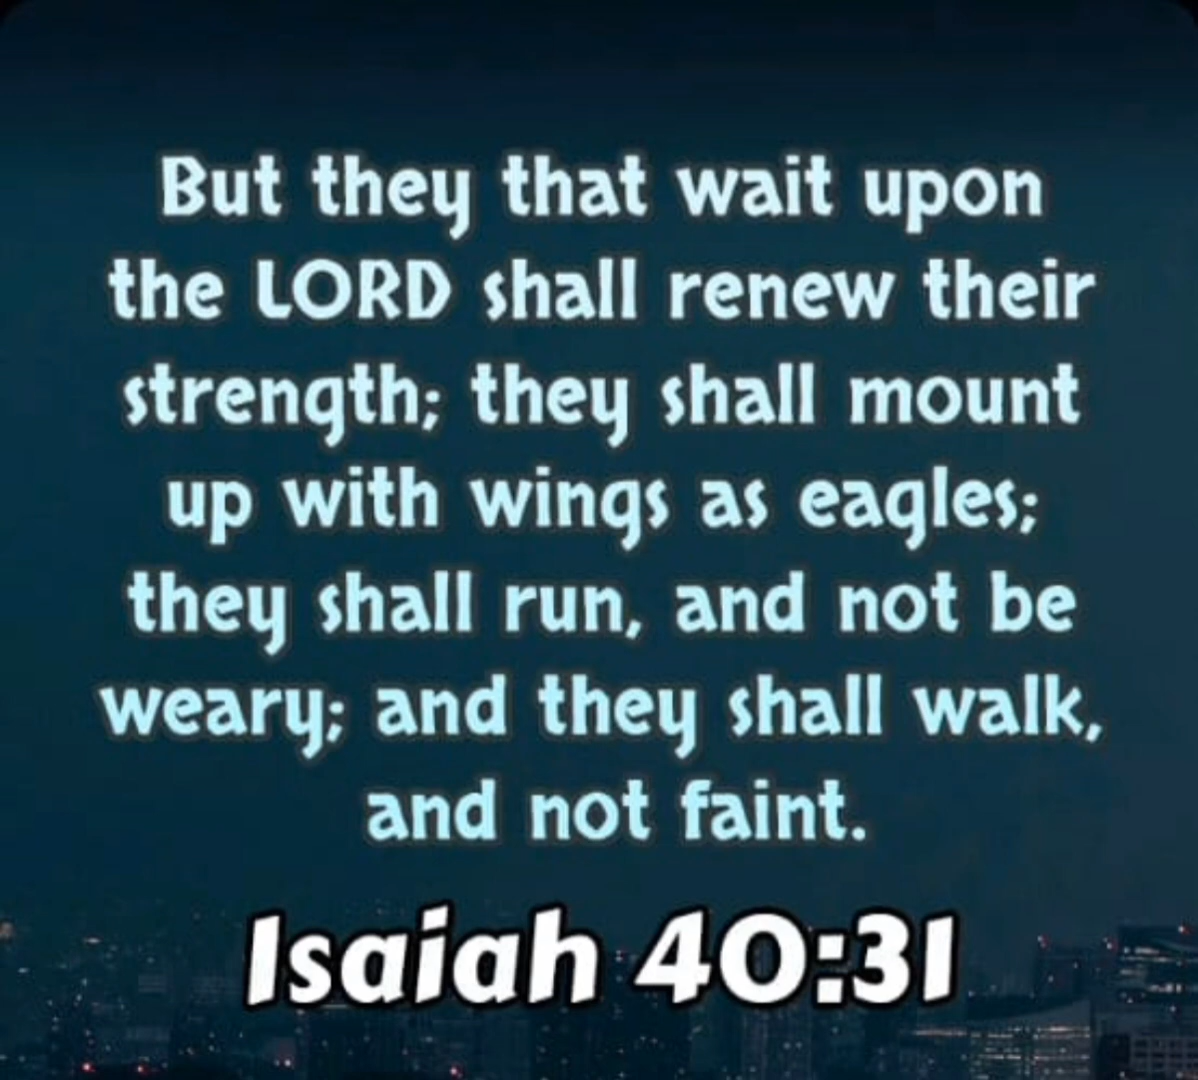 But they that wait upon
the LORD shall renew their
strength; they shall mount
up with wings as eagles;
they shall run, and not be
weary; and they shall walk,
and not faint.
Isaiah 40:31